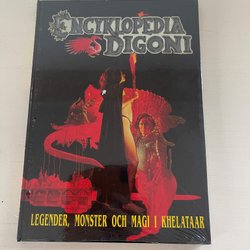 ENCYKLOPEDIA
DIGONI
LEGENDER, MONSTER OCH MAGI I KHELATAAR